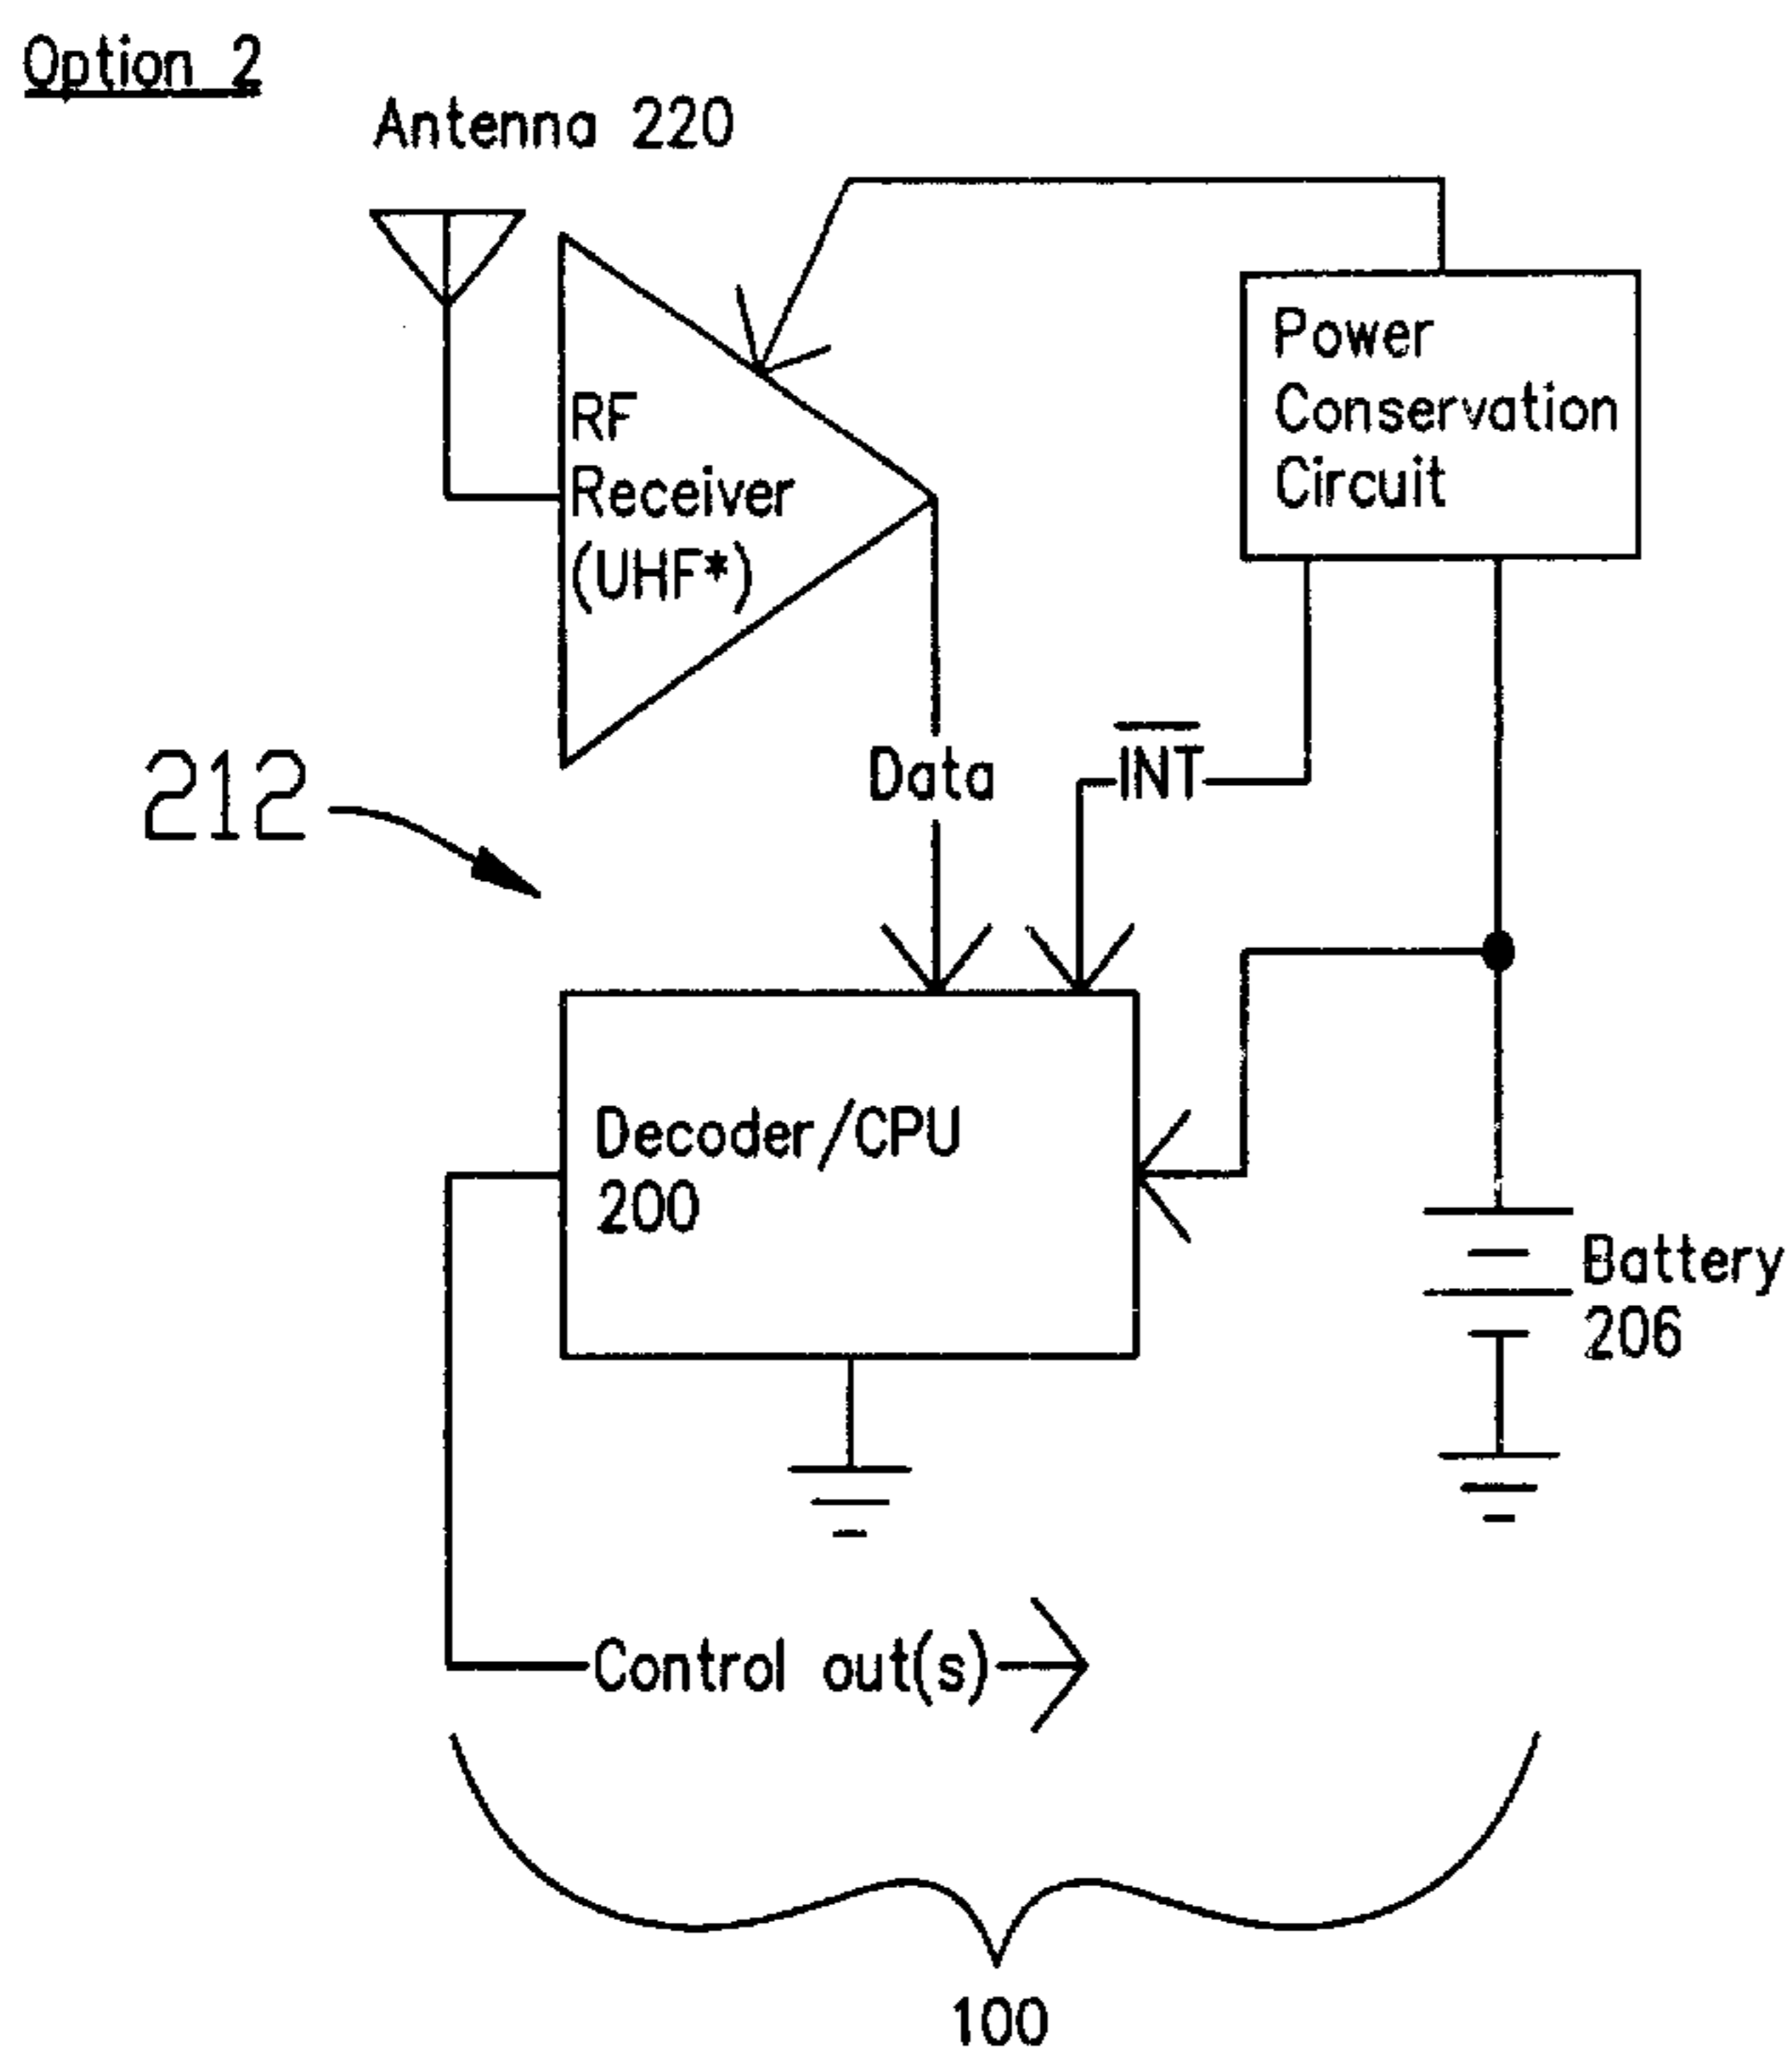 Option 2
Antenna 220
RF
Receiver
(UHF*)
Power
Conservation
Circuit
Data
INT
212
Decoder/CPU
200
Battery
206
Control out(s)
100